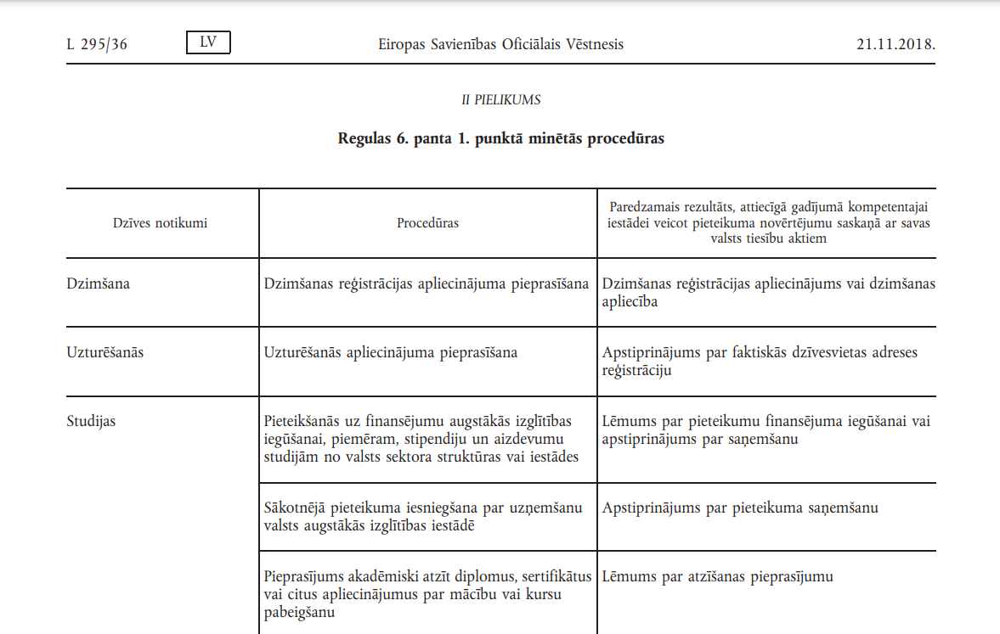 L 295/36
LV
Eiropas Savienības Oficiālais Vēstnesis
21.11.2018.
II PIELIKUMS
Regulas 6. panta 1. punktā minētās procedūras
Dzīves notikumi
Procedūras
Paredzamais rezultāts, attiecīgā gadījumā kompetentajai
iestādei veicot pieteikuma novērtējumu saskaņā ar savas
valsts tiesību aktiem
Dzimšana
Dzimšanas reģistrācijas apliecinājuma pieprasīšana
Dzimšanas reģistrācijas apliecinājums vai dzimšanas
apliecība
Uzturēšanās
Uzturēšanās apliecinājuma pieprasīšana
Apstiprinājums par faktiskās dzīvesvietas adreses
reģistrāciju
Studijas
Pieteikšanās uz finansējumu augstākās izglītības
iegūšanai, piemēram, stipendiju un aizdevumu
studijām no valsts sektora struktūras vai iestādes
Lēmums par pieteikumu finansējuma iegūšanai vai
apstiprinājums par saņemšanu
Sākotnējā pieteikuma iesniegšana par uzņemšanu
valsts augstākās izglītības iestādē
Apstiprinājums par pieteikuma saņemšanu
Pieprasījums akadēmiski atzīt diplomus, sertifikātus
vai citus apliecinājumus par mācību vai kursu
pabeigšanu
Lēmums par atzīšanas pieprasījumu